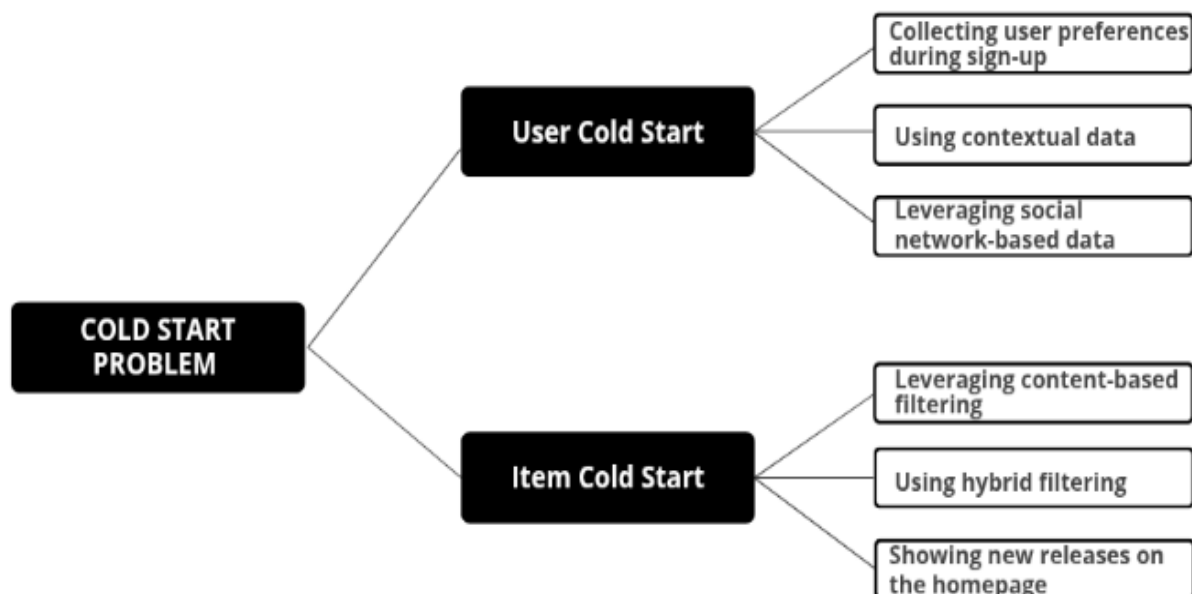 COLD START
PROBLEM
User Cold Start
Collecting user preferences
during sign-up
Using contextual data
Leveraging social
network-based data
Item Cold Start
Leveraging content-based
filtering
Using hybrid filtering
Showing new releases on
the homepage